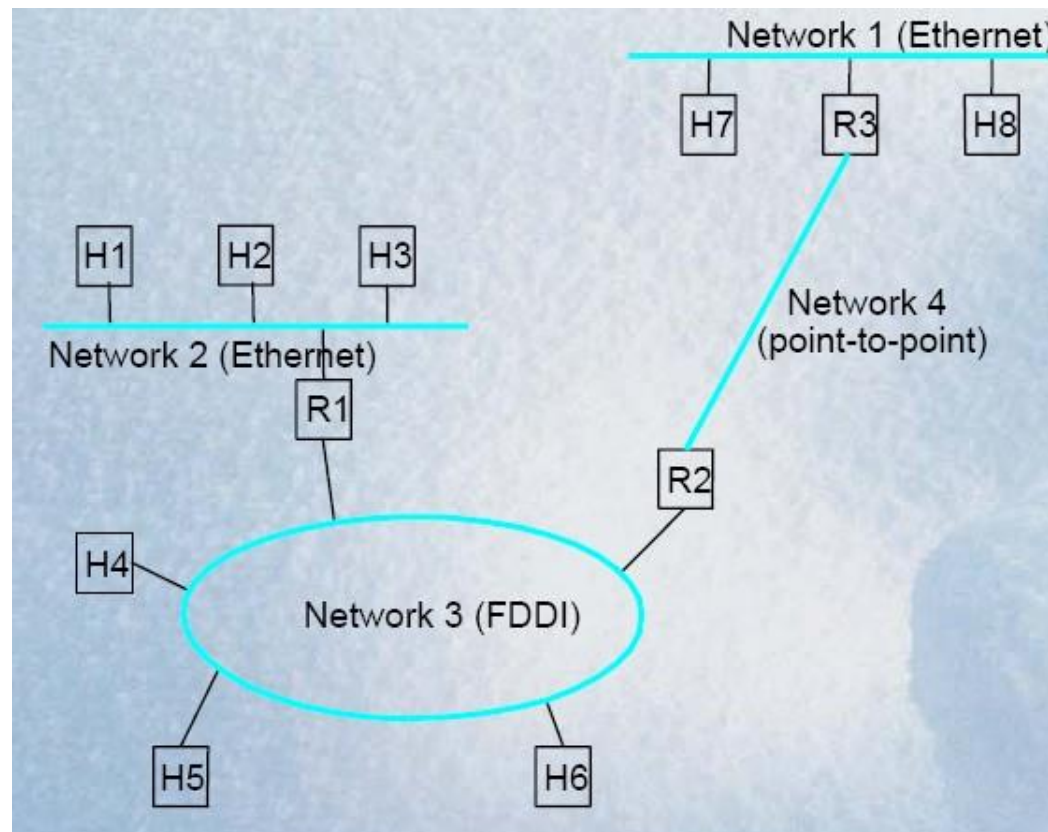 Network 1 (Ethernet)
H7
R3
H8
H1
H2
H3
Network 4
(point-to-point)
Network 2 (Ethernet)
R1
R2
H4
Network 3 (FDDI)
H5
H6